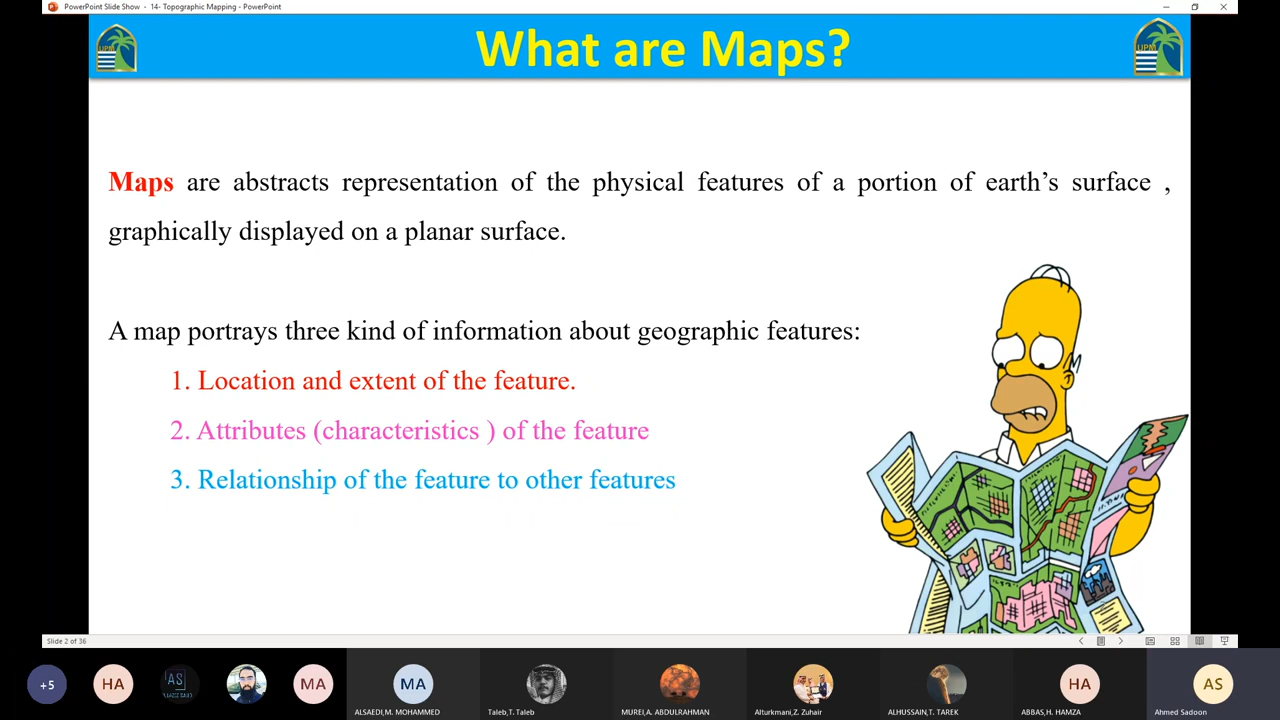 PowerPoint Slide Show - 14- Topographic Mapping - PowerPoint
UPM
What are Maps?
UPM
Maps are abstracts representation of the physical features of a portion of earth's surface ,
graphically displayed on a planar surface.
A map portrays three kind of information about geographic features:
1. Location and extent of the feature.
2. Attributes (characteristics ) of the feature
3. Relationship of the feature to other features
Slide 2 of 36
+5
HA
AS
MA
MA
HA
AS
ALSAEDI,M. MOHAMMED
Taleb,T. Taleb
MUREI,A. ABDULRAHMAN
Alturkmani,Z. Zuhair
ALHUSSAIN,T. TAREK
ABBAS,H. HAMZA
Ahmed Sadoon